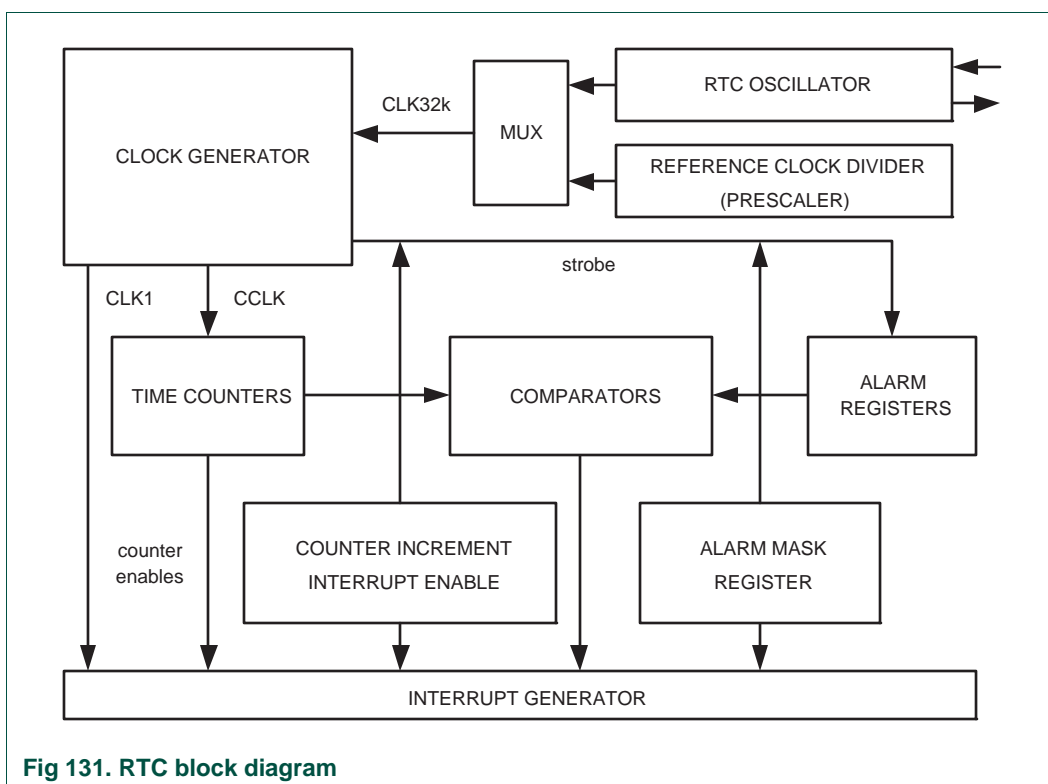 RTC OSCILLATOR
CLK32k
MUX
CLOCK GENERATOR
REFERENCE CLOCK DIVIDER
(PRESCALER)
strobe
CLK1
CCLK
TIME COUNTERS
COMPARATORS
ALARM
REGISTERS
counter
enables
COUNTER INCREMENT
INTERRUPT ENABLE
ALARM MASK
REGISTER
INTERRUPT GENERATOR
Fig 131. RTC block diagram